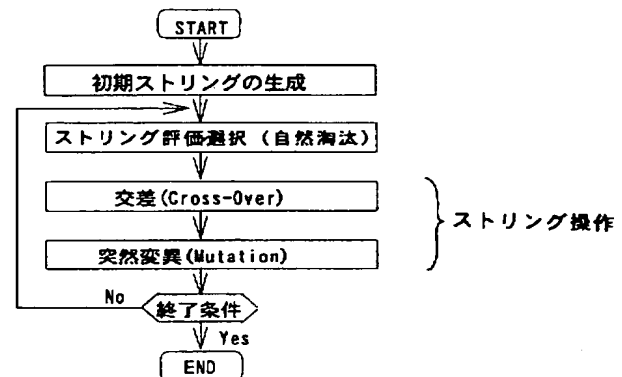 START
初期ストリングの生成
ストリング評価選択（自然淘汰）
交差(Cross-Over)
突然変異(Mutation)
ストリング操作
No
終了条件
Yes
END